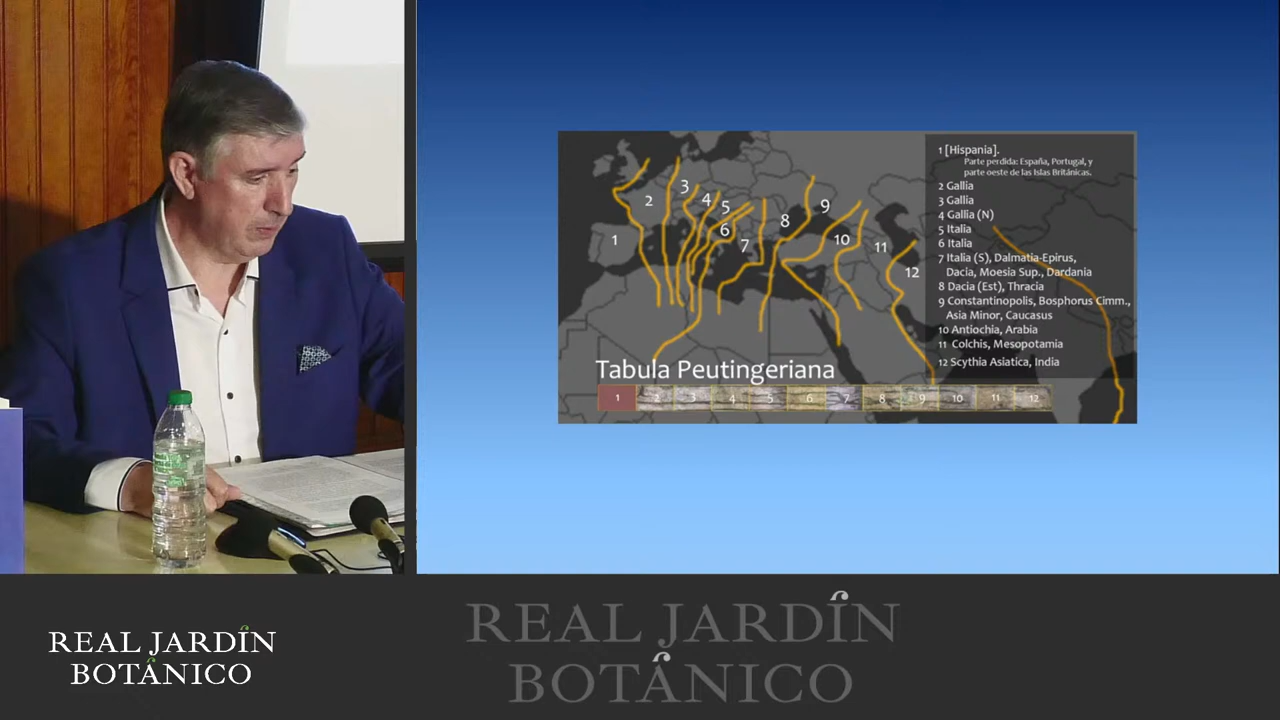 1 [Hispania].
Parte perdida: España, Portugal, y
parte oeste de las Islas Británicas.
2 Gallia
3 Gallia
4 Gallia (N)
5 Italia
6 Italia
7 Italia (S), Dalmatia-Epirus,
Dacia, Moesia Sup., Dardania
8 Dacia (Est), Thracia
9 Constantinopolis, Bosphorus Cimm.,
Asia Minor, Caucasus
10 Antiochia, Arabia
11 Colchis, Mesopotamia
12 Scythia Asiatica, India
1
2
3
4
5
6
7
8
9
10
11
12
Tabula Peutingeriana
1 2 3 4 5 6 7 8 9 10 11 12
REAL JARDÍN
BOTÁNICO
REAL JARDÍN
BOTÁNICO